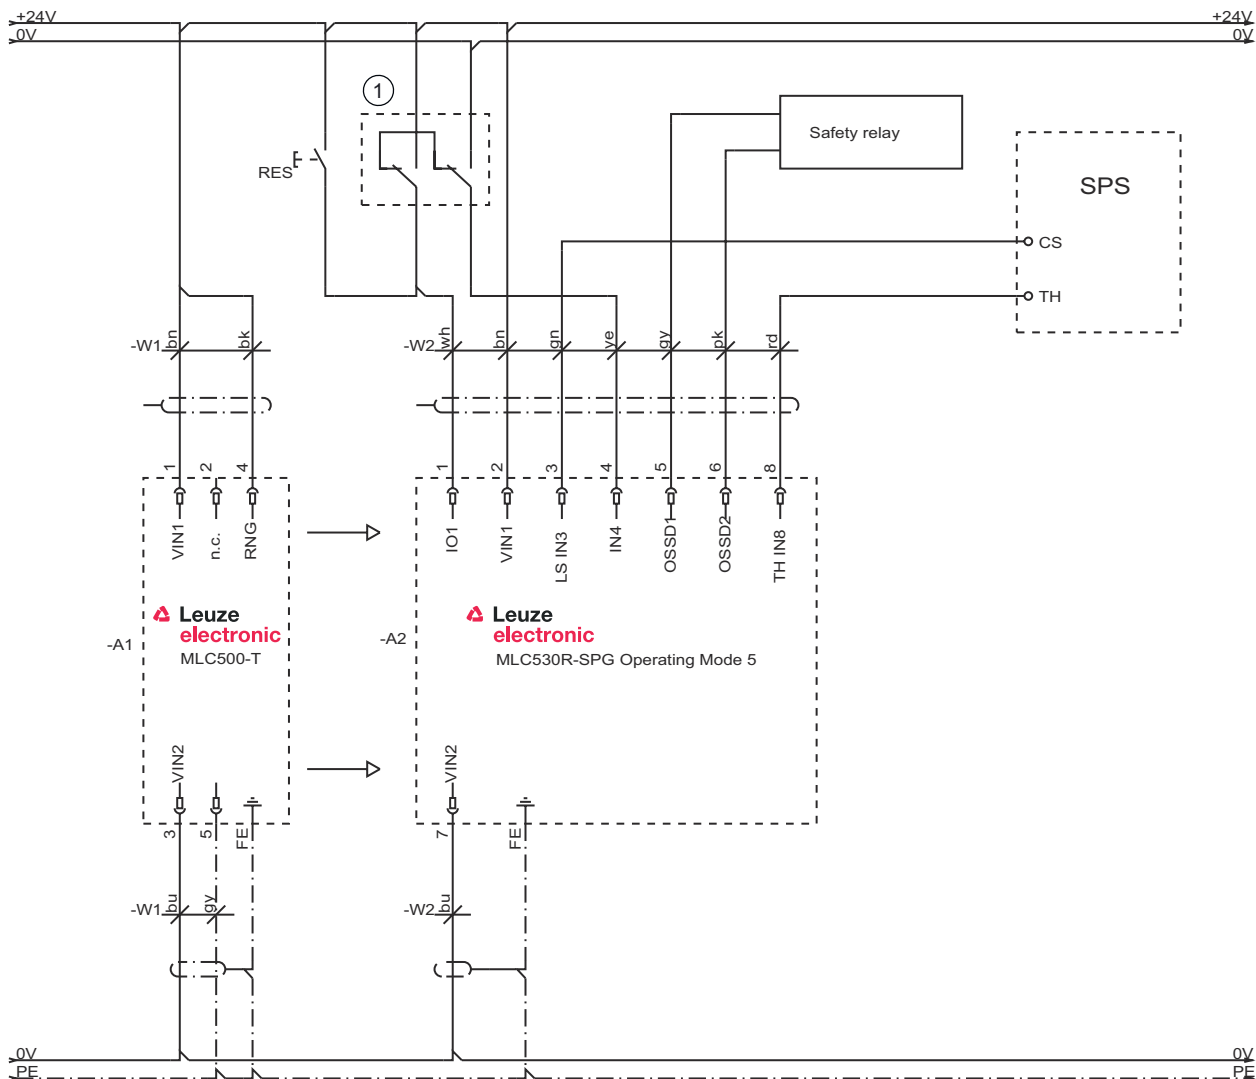 +24V
+24V
0V
0V
1
Safety relay
RES
SPS
CS
TH
-W1
bn
bk
-W2
wh
bn
gn
ye
gy
pk
rd
1
2
4
1
2
3
4
5
6
8
VIN1
n.c.
RNG
IO1
VIN1
LS IN3
IN4
OSSD1
OSSD2
TH IN8
Leuze
electronic
MLC500-T
-A1
Leuze
electronic
MLC530R-SPG Operating Mode 5
-A2
VIN2
VIN2
3
5
FE
7
FE
-W1
bu
gy
-W2
bu
0V
0V
PE
PE